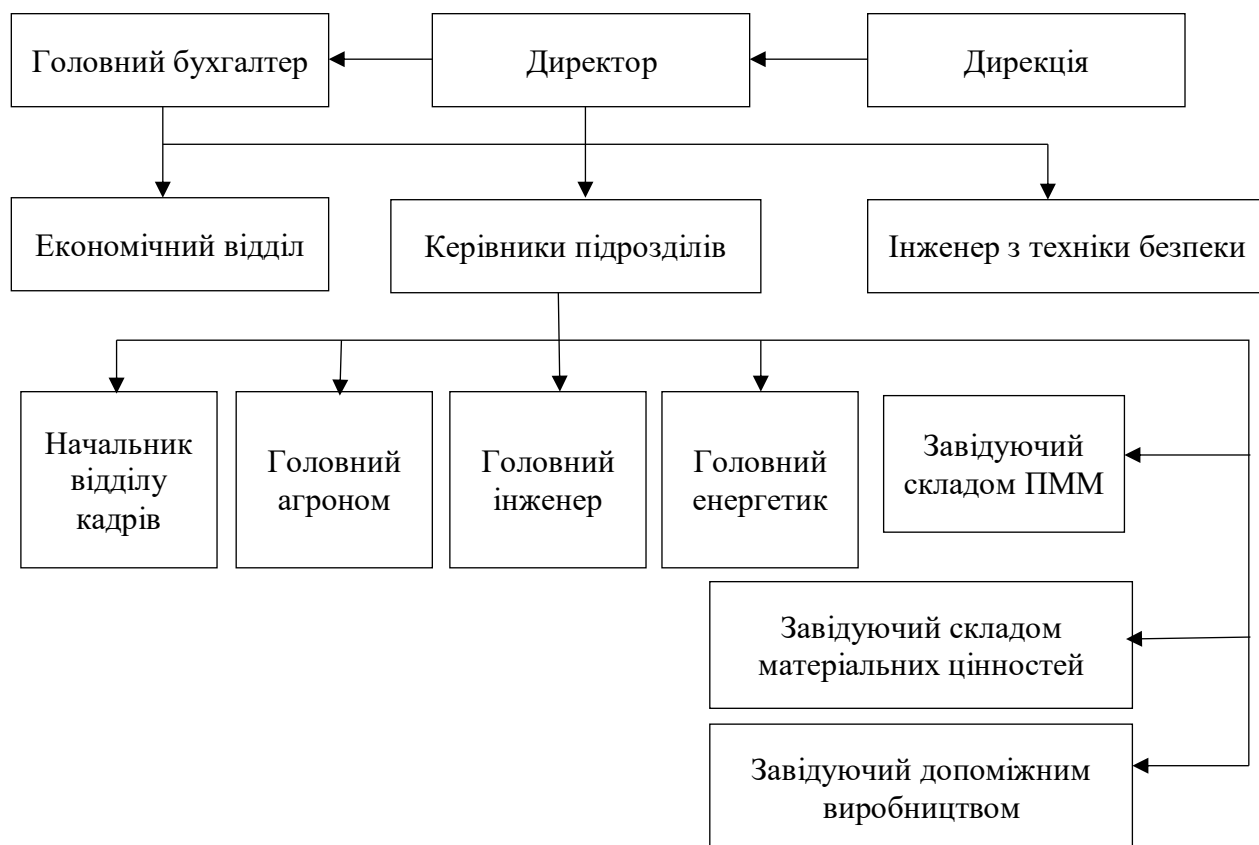 Головний бухгалтер
Директор
Дирекція
Економічний відділ
Керівники підрозділів
Інженер з техніки безпеки
Начальник
відділу
кадрів
Головний
агроном
Головний
інженер
Головний
енергетик
Завідуючий
складом ПММ
Завідуючий складом
матеріальних цінностей
Завідуючий допоміжним
виробництвом